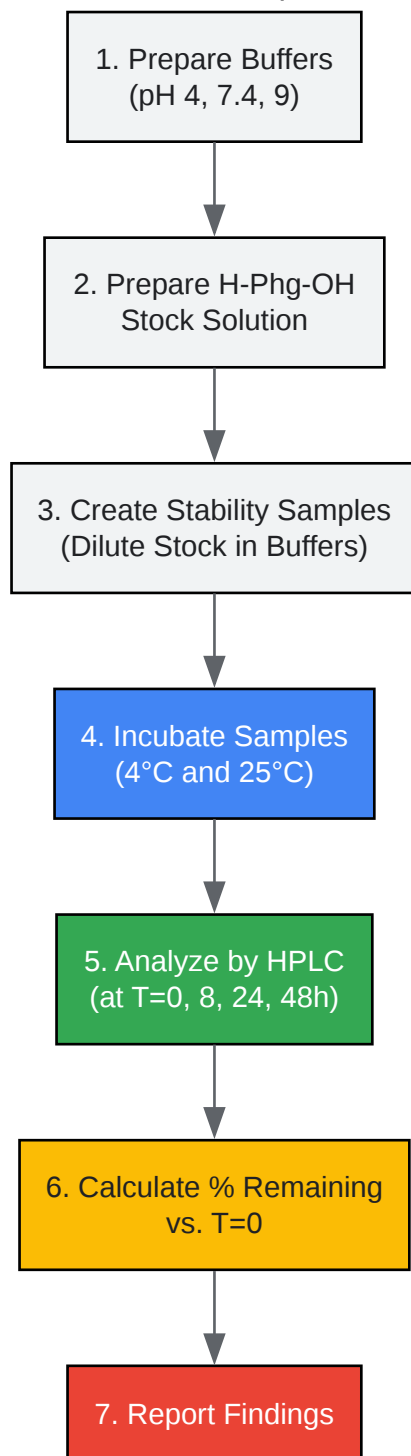 1. Prepare Buffers
(pH 4, 7.4, 9)
2. Prepare H-Phg-OH
Stock Solution
3. Create Stability Samples
(Dilute Stock in Buffers)
4. Incubate Samples
(4°C and 25°C)
5. Analyze by HPLC
(at T=0, 8, 24, 48h)
6. Calculate % Remaining
vs. T=0
7. Report Findings